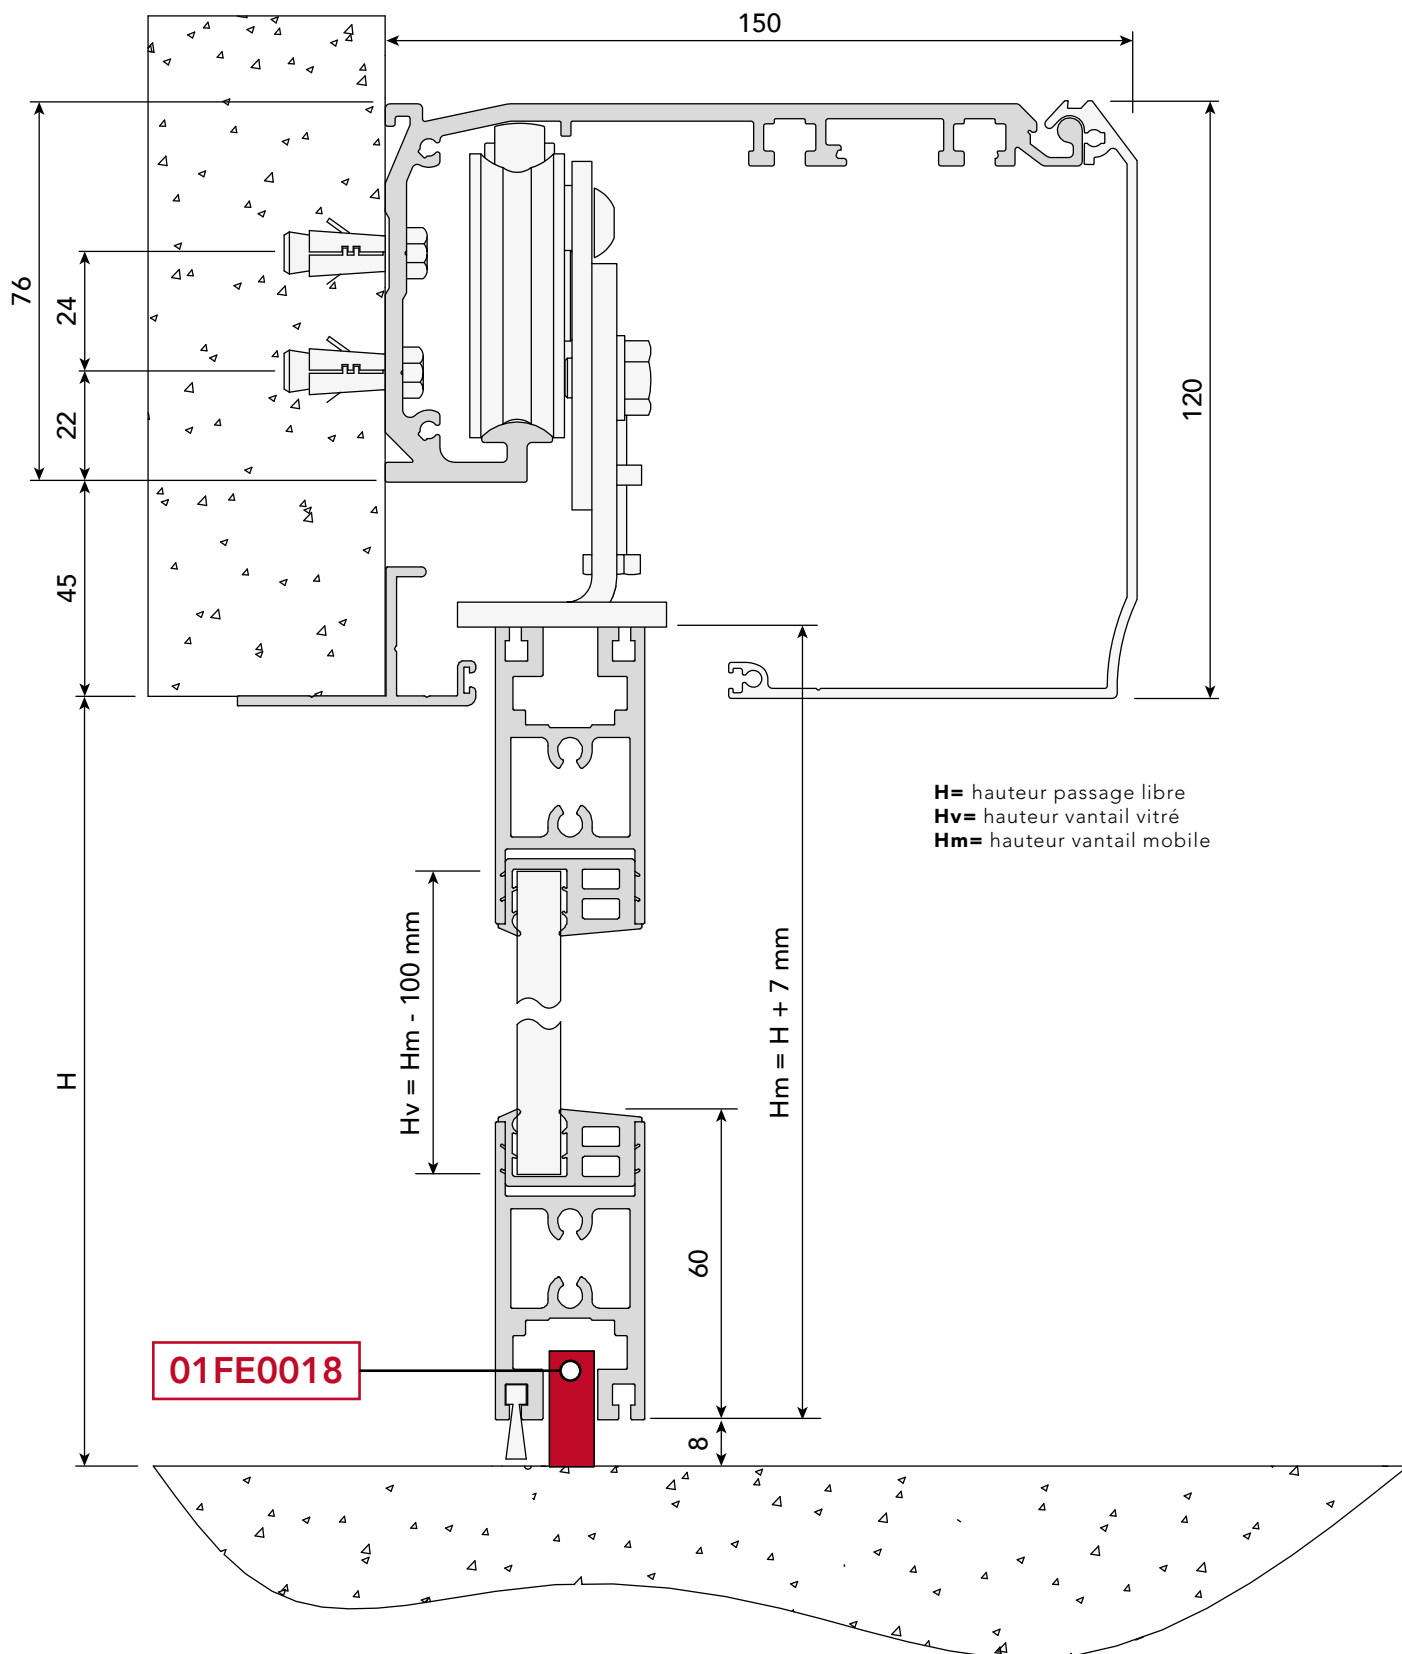 150
76
24
22
120
45
H= hauteur passage libre
Hv= hauteur vantail vitré
Hm= hauteur vantail mobile
Hv = Hm - 100 mm
Hm = H + 7 mm
H
60
01FE0018
8